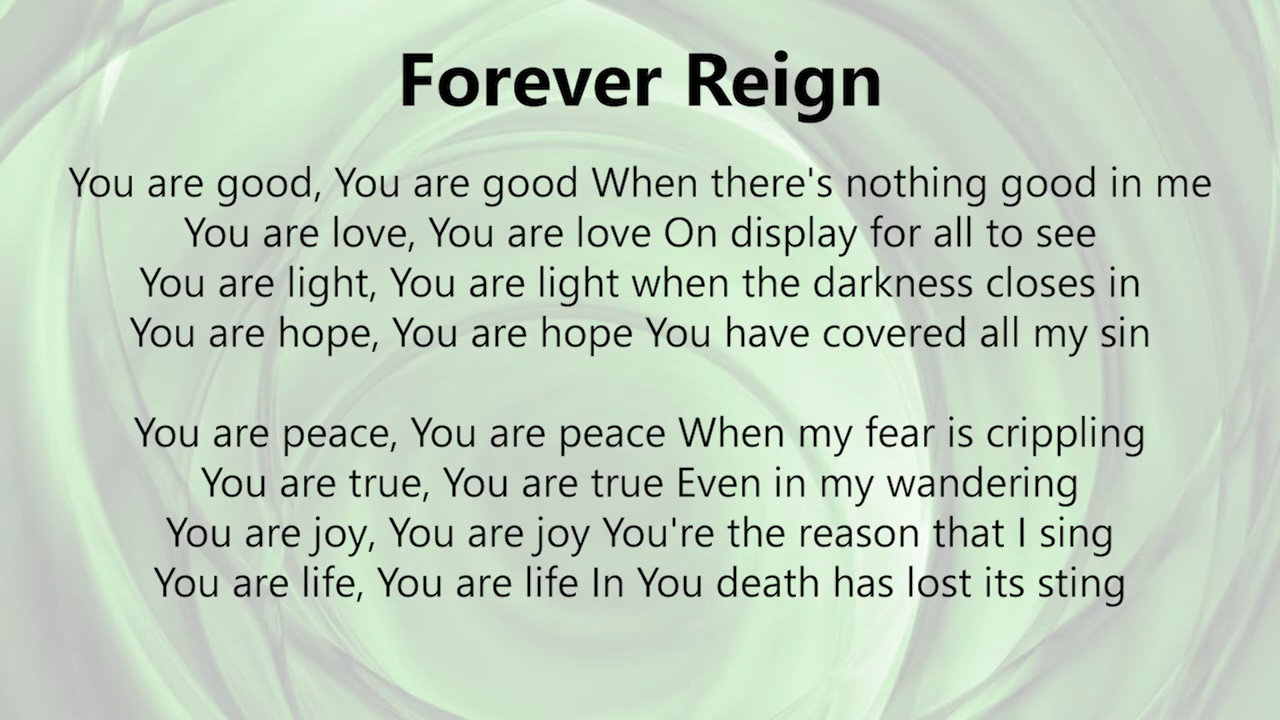 Forever Reign
You are good, You are good When there's nothing good in me
You are love, You are love On display for all to see
You are light, You are light when the darkness closes in
You are hope, You are hope You have covered all my sin
You are peace, You are peace When my fear is crippling
You are true, You are true Even in my wandering
You are joy, You are joy You're the reason that I sing
You are life, You are life In You death has lost its sting